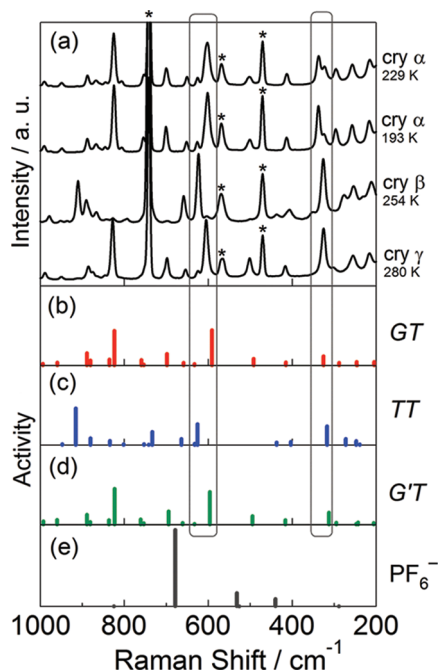 *
(a)
* *
cry α
229 K
* *
cry α
193 K
* *
cry β
254 K
* *
cry γ
280 K
Intensity / a. u.
(b)
GT
(c)
TT
(d)
G'T
(e)
PF₆⁻
Activity
1000 800 600 400 200
Raman Shift / cm⁻¹